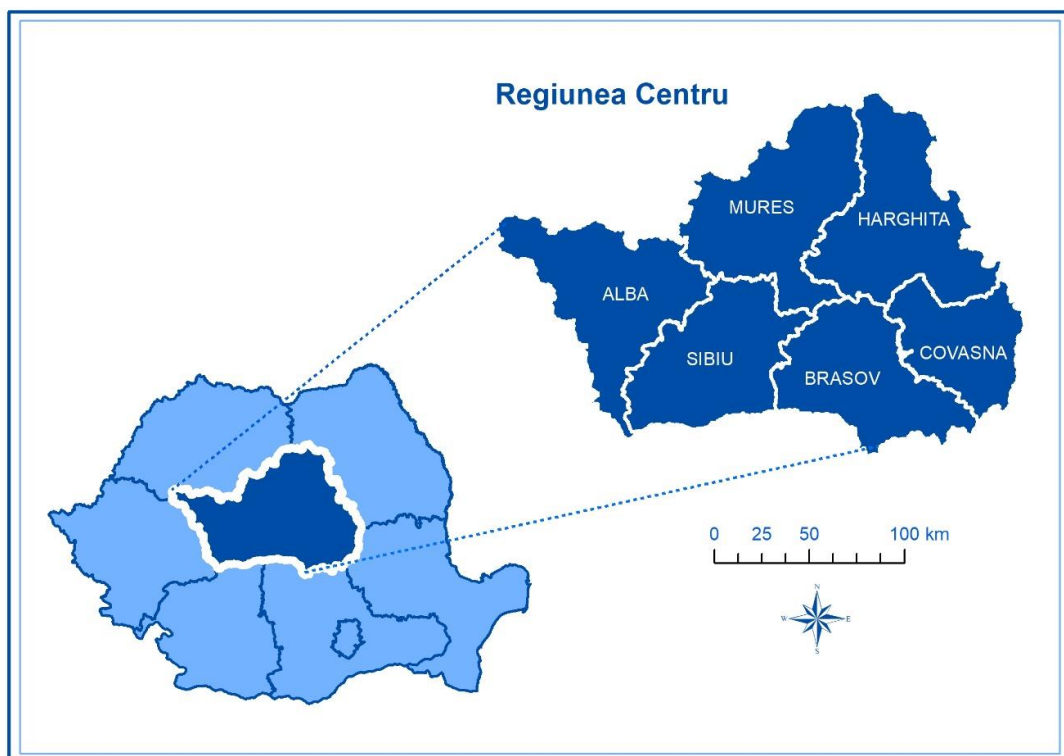 Regiunea Centru
MURES
HARGHITA
ALBA
SIBIU
BRASOV
COVASNA
0 25 50 100 km
N
W E
S